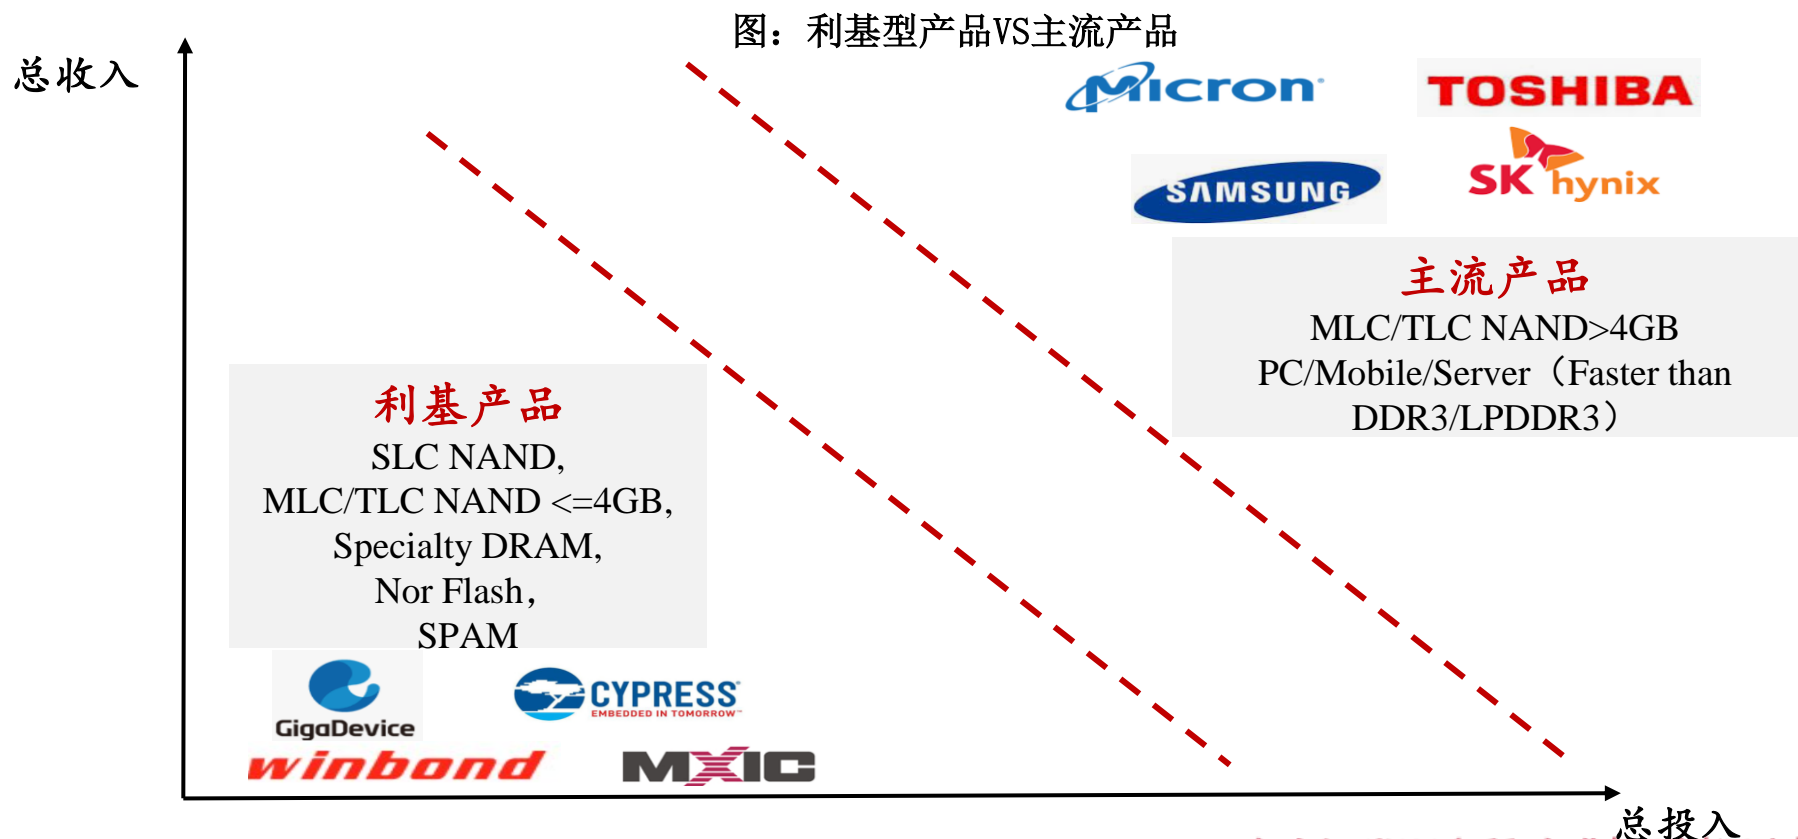 图：利基型产品VS主流产品
总收入
Micron
TOSHIBA
SAMSUNG
SK hynix
主流产品
MLC/TLC NAND>4GB
PC/Mobile/Server（Faster than
DDR3/LPDDR3）
利基产品
SLC NAND,
MLC/TLC NAND <=4GB,
Specialty DRAM,
Nor Flash，
SPAM
GigaDevice
CYPRESS
EMBEDDED IN TOMORROW™
winbond
MXIC
总投入